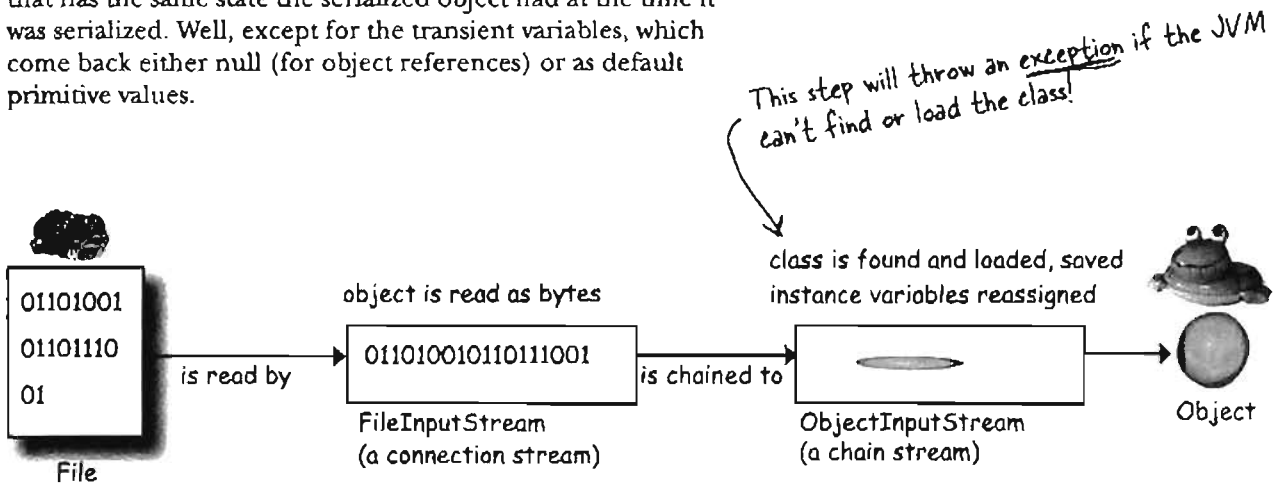 that has the same state the serialized object had at the time it
was serialized. Well, except for the transient variables, which
come back either null (for object references) or as default
primitive values.
This step will throw an exception if the JVM
can't find or load the class!
class is found and loaded, saved
instance variables reassigned
object is read as bytes
01101001
01101110
01
is read by
011010010110111001
is chained to
File
FileInputStream
(a connection stream)
ObjectInputStream
(a chain stream)
Object